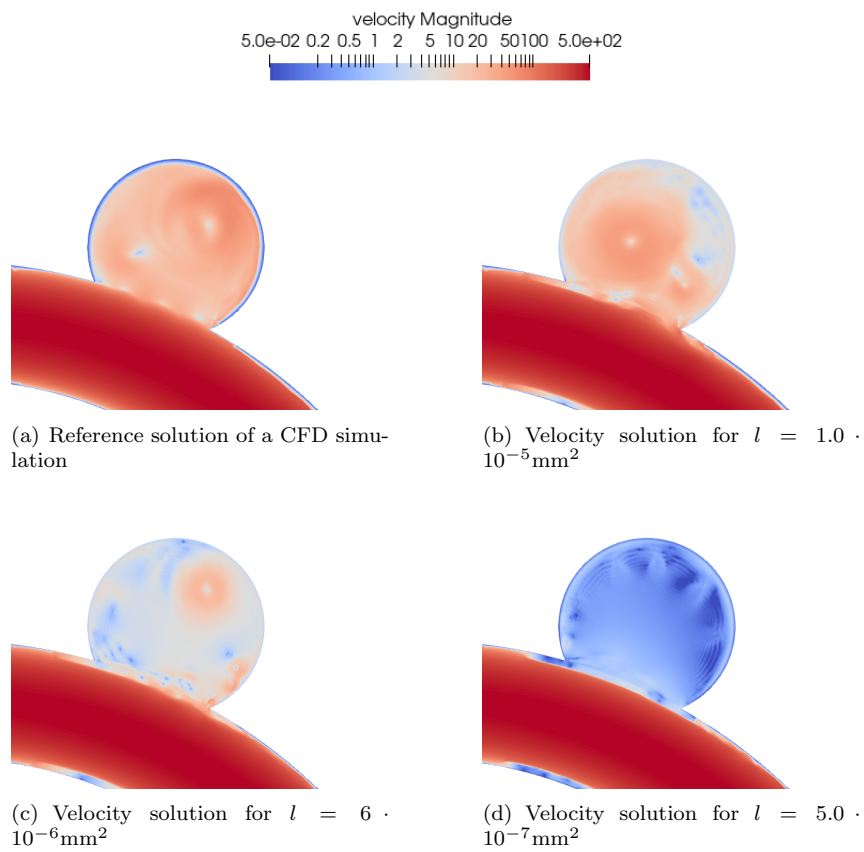 velocity Magnitude
5.0e-02 0.2 0.5 1 2 5 10 20 50 100 5.0e+02
(a) Reference solution of a CFD simu-
lation
(b) Velocity solution for l = 1.0 ·
10⁻⁵mm²
(c) Velocity solution for l = 6 ·
10⁻⁶mm²
(d) Velocity solution for l = 5.0 ·
10⁻⁷mm²